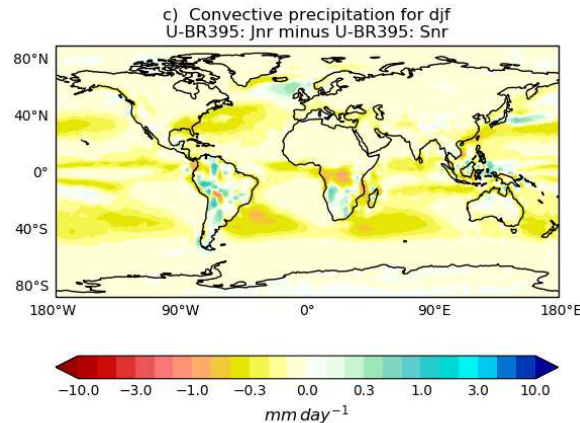 c) Convective precipitation for djf
U-BR395: Jnr minus U-BR395: Snr
80°N
40°N
0°
40°S
80°S
180°W 90°W 0° 90°E 180°E
−10.0 −3.0 −1.0 −0.3 0.0 0.3 1.0 3.0 10.0
mm day⁻¹